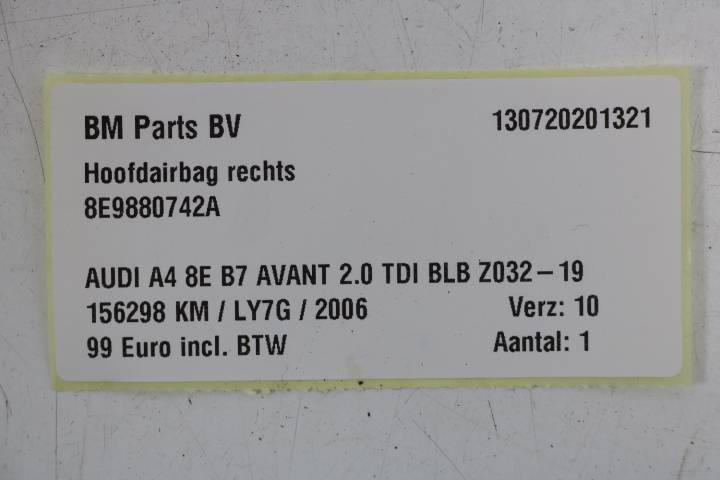 BM Parts BV 130720201321
Hoofdairbag rechts
8E9880742A
AUDI A4 8E B7 AVANT 2.0 TDI BLB Z032-19
156298 KM / LY7G / 2006 Verz: 10
99 Euro incl. BTW Aantal: 1